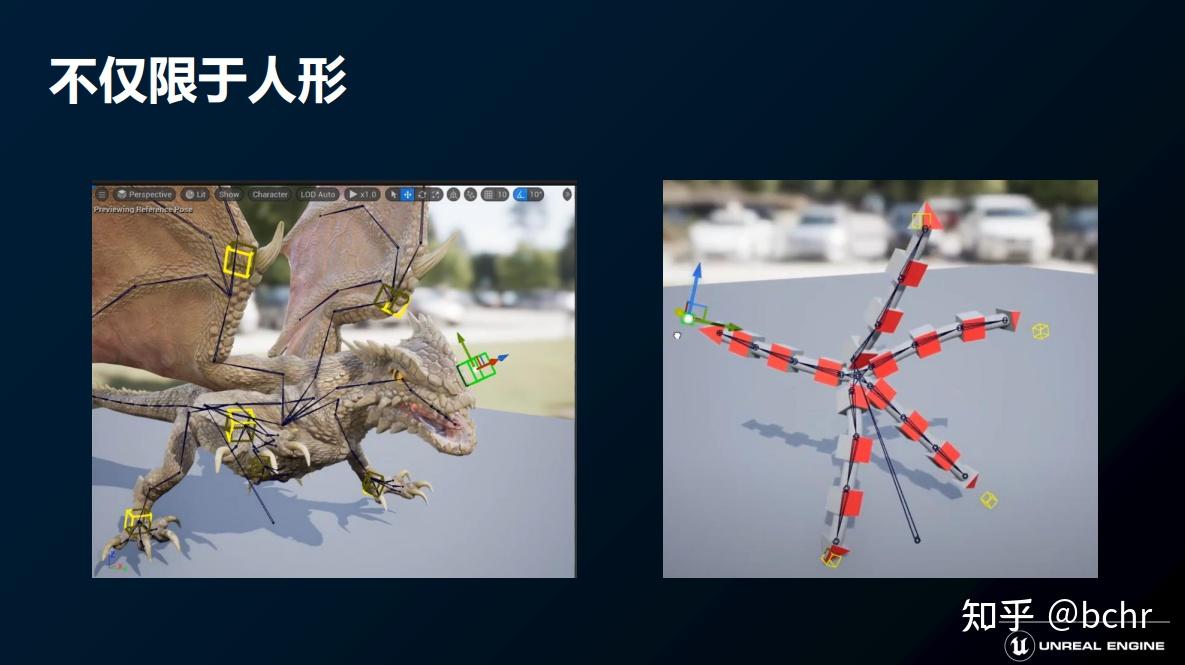 不仅限于人形
Perspective Lit Show Character LOD Auto x1.0 10 10°
Previewing Reference Pose
知乎 @bchr
UNREAL ENGINE